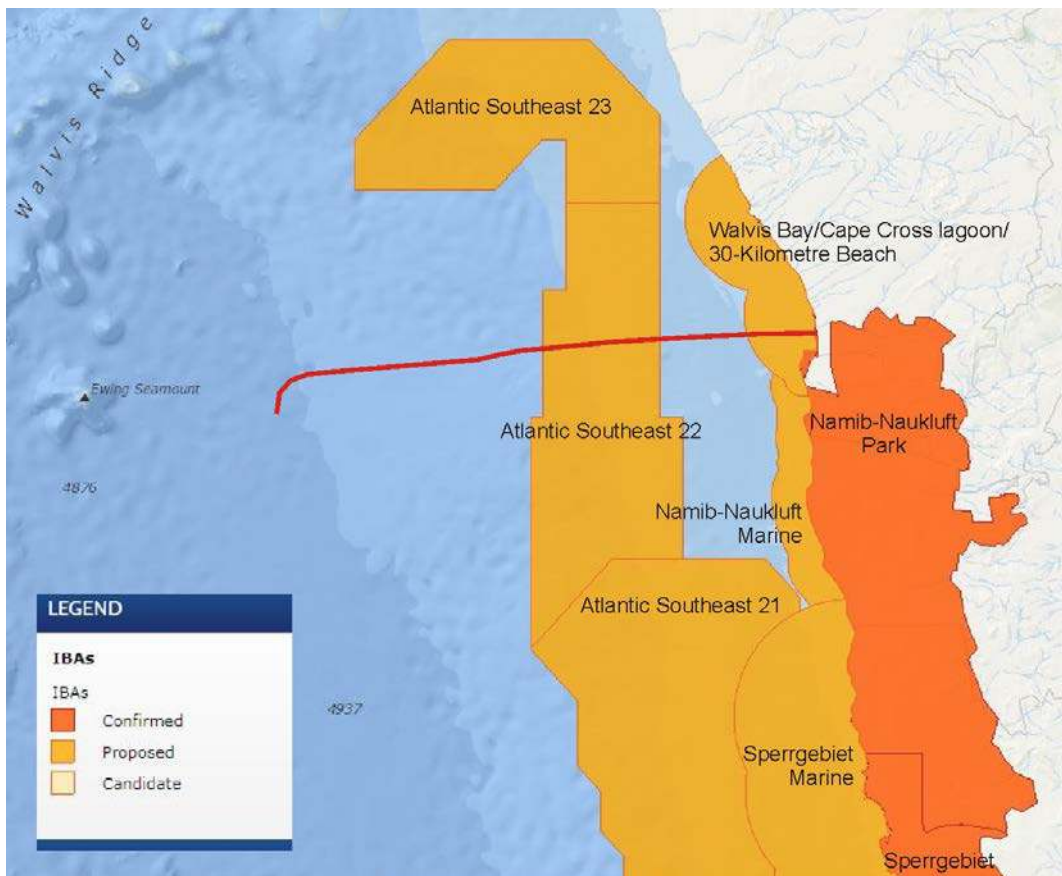 Walvis Ridge
Atlantic Southeast 23
Walvis Bay/Cape Cross lagoon/
30-Kilometre Beach
Ewing Seamount
Namib-Naukluft
Park
Atlantic Southeast 22
4876
Namib-Naukluft
Marine
Atlantic Southeast 21
4937
Sperrgebiet
Marine
Sperrgebiet
LEGEND
IBAs
IBAs
Confirmed
Proposed
Candidate